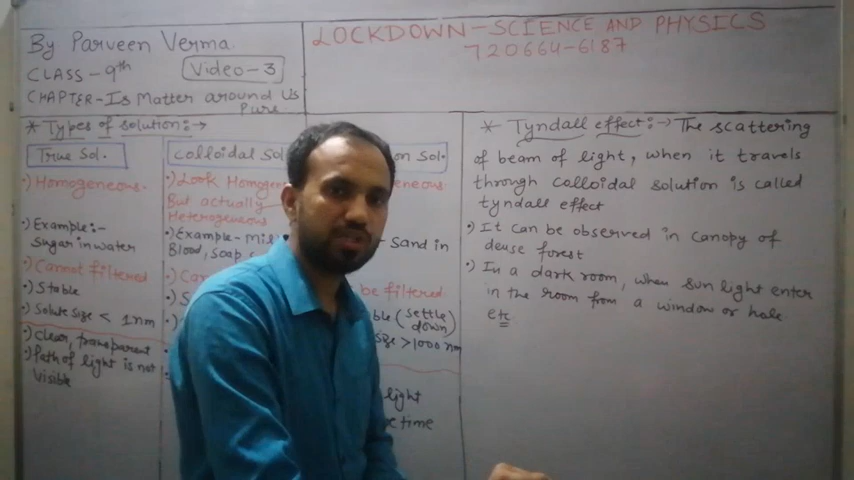 By Parveen Verma.
CLASS - 9th
Video - 3
CHAPTER - Is Matter around Us
Pure
LOCKDOWN - SCIENCE AND PHYSICS
720664-6187
* Types of solution :- →
True Sol.
•) Homogeneous.
•) Example :-
Sugar in water
•) Cannot filtered
•) Stable
•) Solute size < 1nm
•) Clear, transparent
•) Path of light is not
visible
Colloidal Sol
•) Look Homogen
But actually
Heterogeneous
•) Example - Mil
Blood, Soap
on Sol.
eneous
- Sand in
be filtered
ble (settle
down)
size > 1000 nm
light
e time
* Tyndall effect :- → The scattering
of beam of light, when it travels
through colloidal solution is called
tyndall effect
•) It can be observed in canopy of
dense forest
•) In a dark room, when sun light enter
in the room from a window or hole
etc